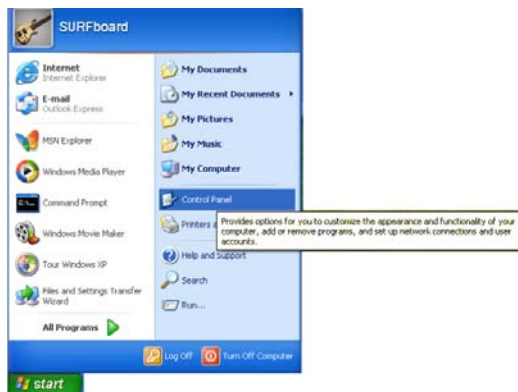 SURFboard
Internet
Internet Explorer
E-mail
Outlook Express
MSN Explorer
Windows Media Player
Command Prompt
Windows Movie Maker
Tour Windows XP
Files and Settings Transfer
Wizard
All Programs
My Documents
My Recent Documents
My Pictures
My Music
My Computer
Control Panel
Printers
Provides options for you to customize the appearance and functionality of your
computer, add or remove programs, and set up network connections and user
accounts.
Help and Support
Search
Run...
Log Off
Turn Off Computer
start